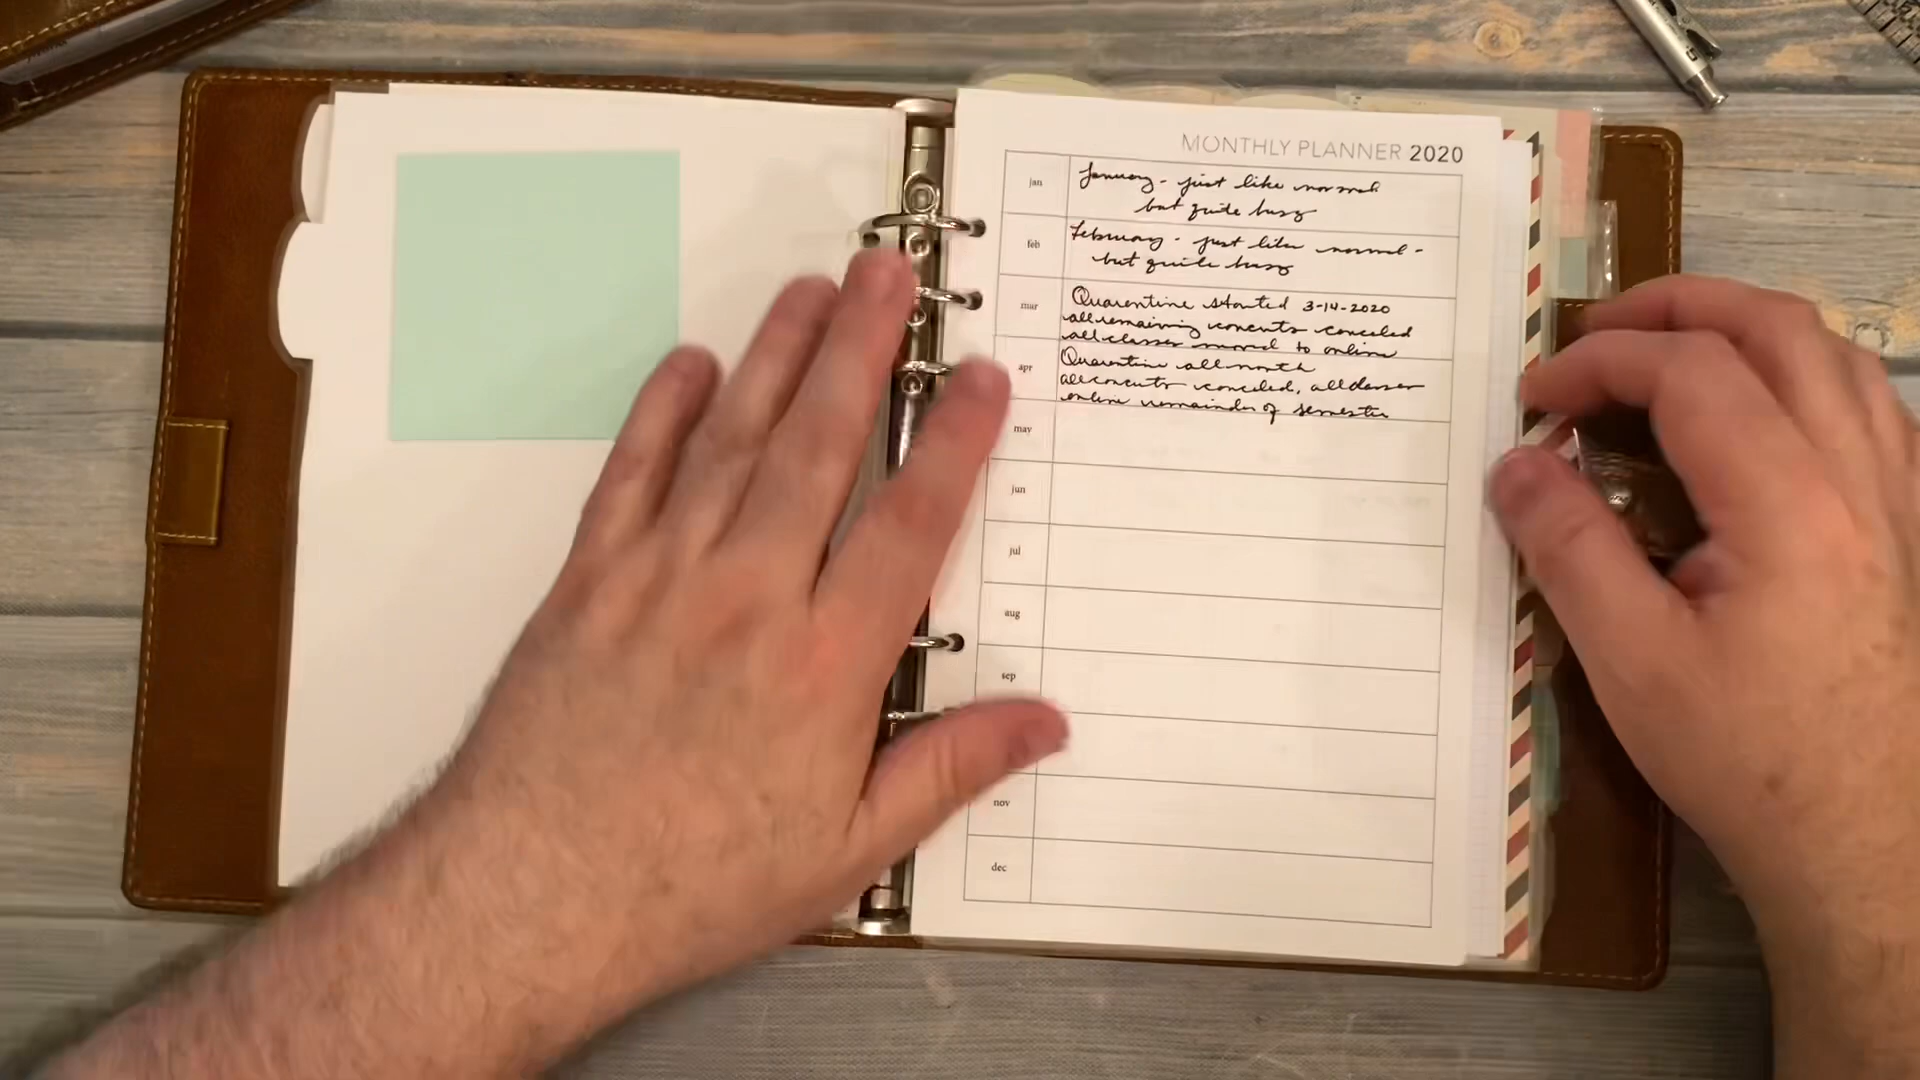 MONTHLY PLANNER 2020
jan
January - just like normal
but quite busy
feb
February - just like normal -
but quite busy
mar
Quarentine started 3-14-2020
all remaining concerts canceled
all classes moved to online
apr
Quarentine all month
all concerts canceled, all classes
online remainder of semester
may
jun
jul
aug
sep
nov
dec